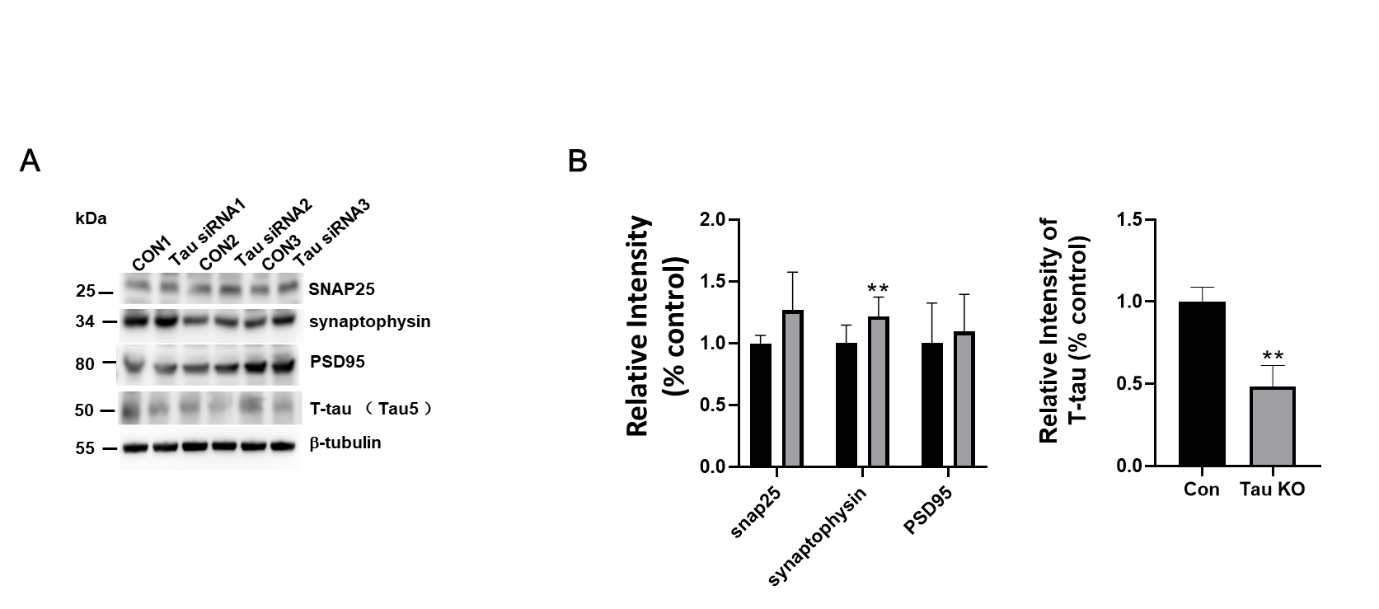 A
kDa
CON1
Tau siRNA1
CON2
Tau siRNA2
CON3
Tau siRNA3
25
SNAP25
34
synaptophysin
80
PSD95
50
T-tau （ Tau5 ）
55
β-tubulin
B
Relative Intensity
(% control)
2.0
1.5
1.0
0.5
0.0
**
snap25
synaptophysin
PSD95
Relative Intensity of
T-tau (% control)
1.5
1.0
0.5
0.0
**
Con
Tau KO